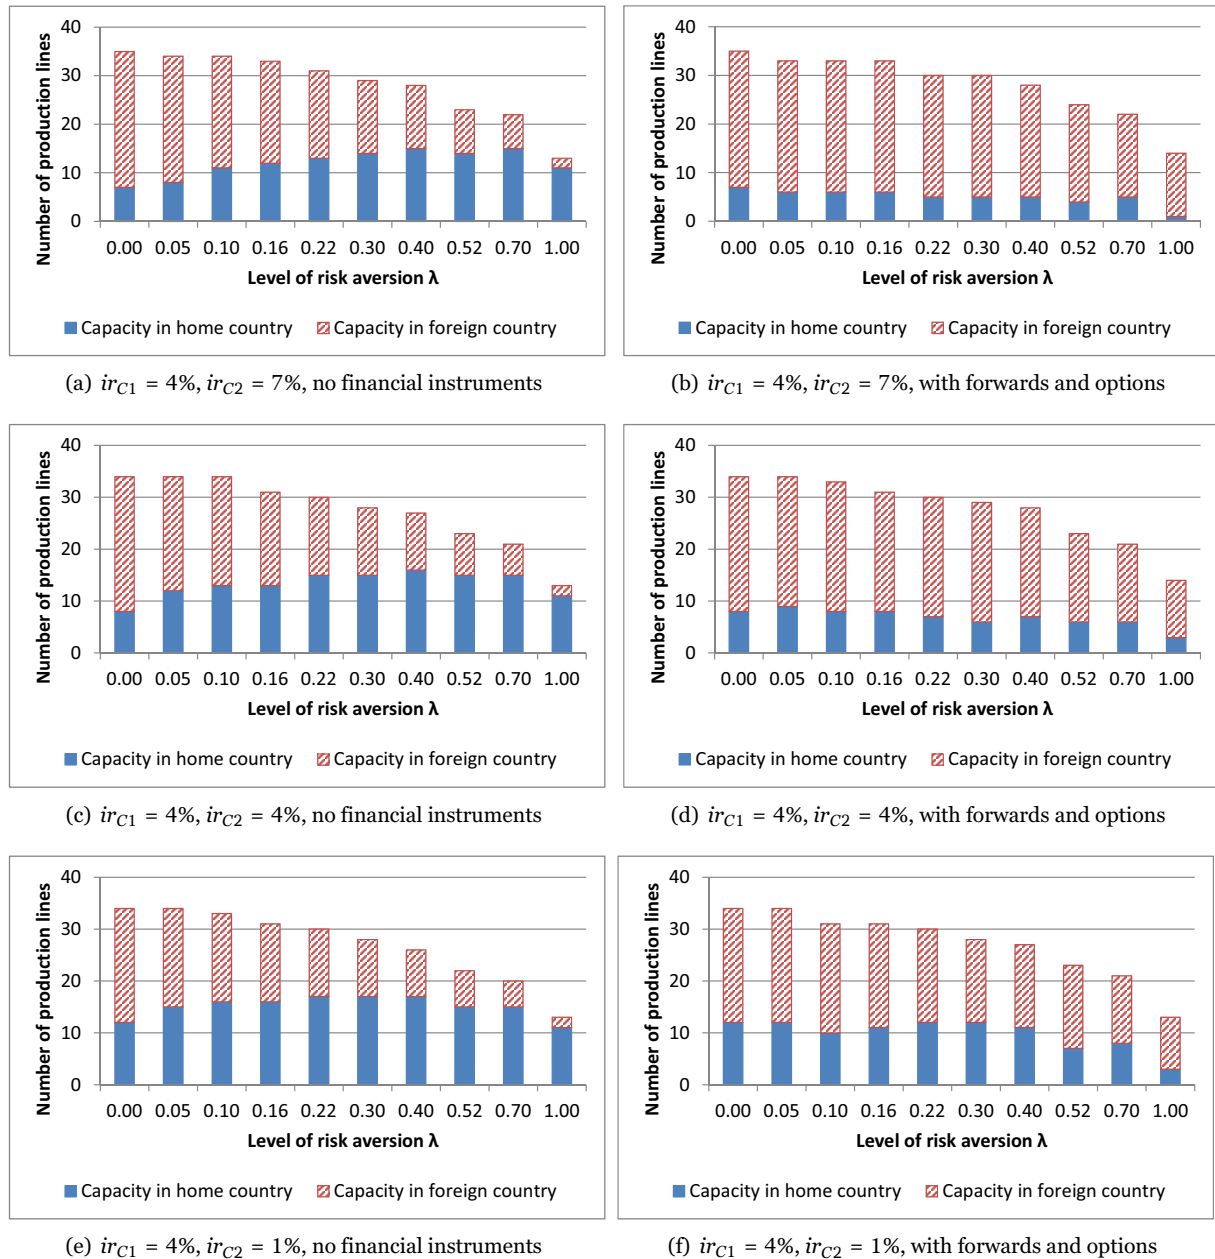 40
30
20
10
0
Number of production lines
0.00 0.05 0.10 0.16 0.22 0.30 0.40 0.52 0.70 1.00
Level of risk aversion λ
Capacity in home country Capacity in foreign country
(a) ir_C1 = 4%, ir_C2 = 7%, no financial instruments
40
30
20
10
0
Number of production lines
0.00 0.05 0.10 0.16 0.22 0.30 0.40 0.52 0.70 1.00
Level of risk aversion λ
Capacity in home country Capacity in foreign country
(b) ir_C1 = 4%, ir_C2 = 7%, with forwards and options
40
30
20
10
0
Number of production lines
0.00 0.05 0.10 0.16 0.22 0.30 0.40 0.52 0.70 1.00
Level of risk aversion λ
Capacity in home country Capacity in foreign country
(c) ir_C1 = 4%, ir_C2 = 4%, no financial instruments
40
30
20
10
0
Number of production lines
0.00 0.05 0.10 0.16 0.22 0.30 0.40 0.52 0.70 1.00
Level of risk aversion λ
Capacity in home country Capacity in foreign country
(d) ir_C1 = 4%, ir_C2 = 4%, with forwards and options
40
30
20
10
0
Number of production lines
0.00 0.05 0.10 0.16 0.22 0.30 0.40 0.52 0.70 1.00
Level of risk aversion λ
Capacity in home country Capacity in foreign country
(e) ir_C1 = 4%, ir_C2 = 1%, no financial instruments
40
30
20
10
0
Number of production lines
0.00 0.05 0.10 0.16 0.22 0.30 0.40 0.52 0.70 1.00
Level of risk aversion λ
Capacity in home country Capacity in foreign country
(f) ir_C1 = 4%, ir_C2 = 1%, with forwards and options